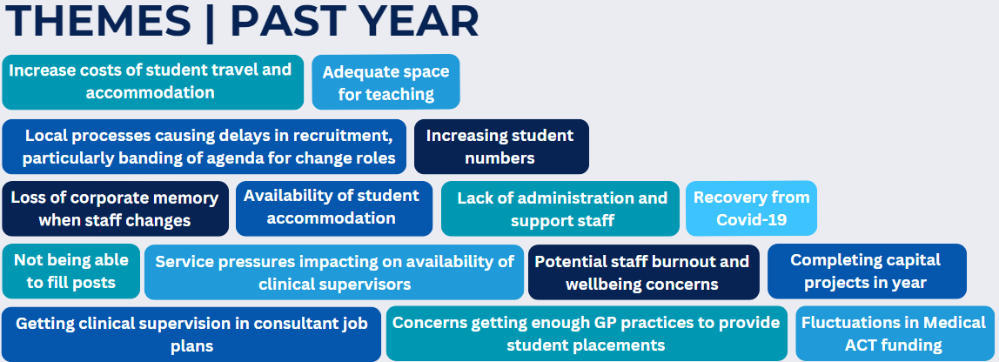 THEMES | PAST YEAR
Increase costs of student travel and
accommodation
Adequate space
for teaching
Local processes causing delays in recruitment,
particularly banding of agenda for change roles
Increasing student
numbers
Loss of corporate memory
when staff changes
Availability of student
accommodation
Lack of administration and
support staff
Recovery from
Covid-19
Not being able
to fill posts
Service pressures impacting on availability of
clinical supervisors
Potential staff burnout and
wellbeing concerns
Completing capital
projects in year
Getting clinical supervision in consultant job
plans
Concerns getting enough GP practices to provide
student placements
Fluctuations in Medical
ACT funding